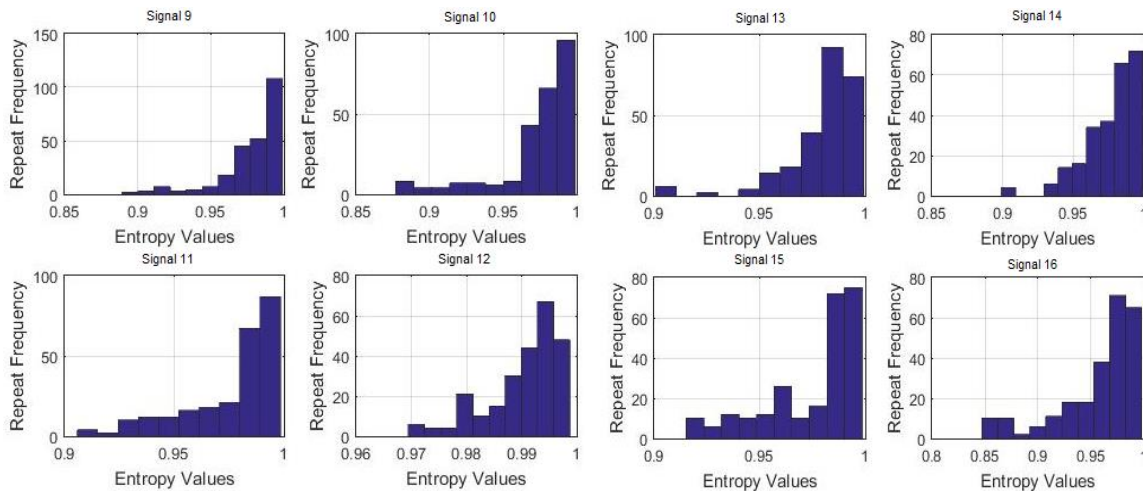 Signal 9
150
100
50
0
0.85
0.9
0.95
1
Repeat Frequency
Entropy Values
Signal 10
100
50
0
0.85
0.9
0.95
1
Repeat Frequency
Entropy Values
Signal 13
100
50
0
0.9
0.95
1
Repeat Frequency
Entropy Values
Signal 14
80
60
40
20
0
0.85
0.9
0.95
1
Repeat Frequency
Entropy Values
Signal 11
100
50
0
0.9
0.95
1
Repeat Frequency
Entropy Values
Signal 12
80
60
40
20
0
0.96
0.97
0.98
0.99
1
Repeat Frequency
Entropy Values
Signal 15
80
60
40
20
0
0.9
0.95
1
Repeat Frequency
Entropy Values
Signal 16
80
60
40
20
0
0.8
0.85
0.9
0.95
1
Repeat Frequency
Entropy Values